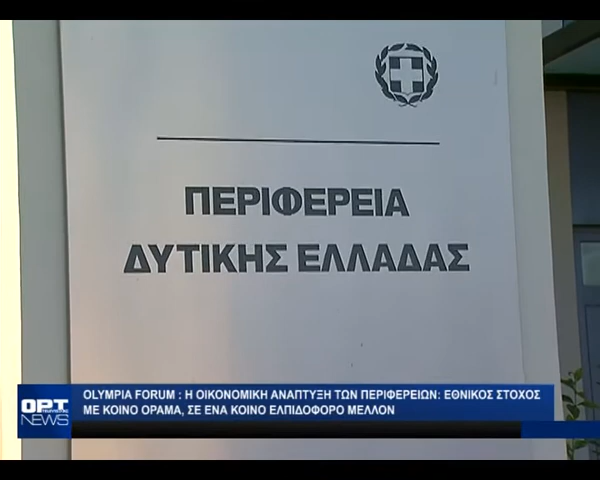 ΠΕΡΙΦΕΡΕΙΑ
ΔΥΤΙΚΗΣ ΕΛΛΑΔΑΣ
OLYMPIA FORUM : Η ΟΙΚΟΝΟΜΙΚΗ ΑΝΑΠΤΥΞΗ ΤΩΝ ΠΕΡΙΦΕΡΕΙΩΝ: ΕΘΝΙΚΟΣ ΣΤΟΧΟΣ
ΜΕ ΚΟΙΝΟ ΟΡΑΜΑ, ΣΕ ΕΝΑ ΚΟΙΝΟ ΕΛΠΙΔΟΦΟΡΟ ΜΕΛΛΟΝ
ΟΡΤ
NEWS